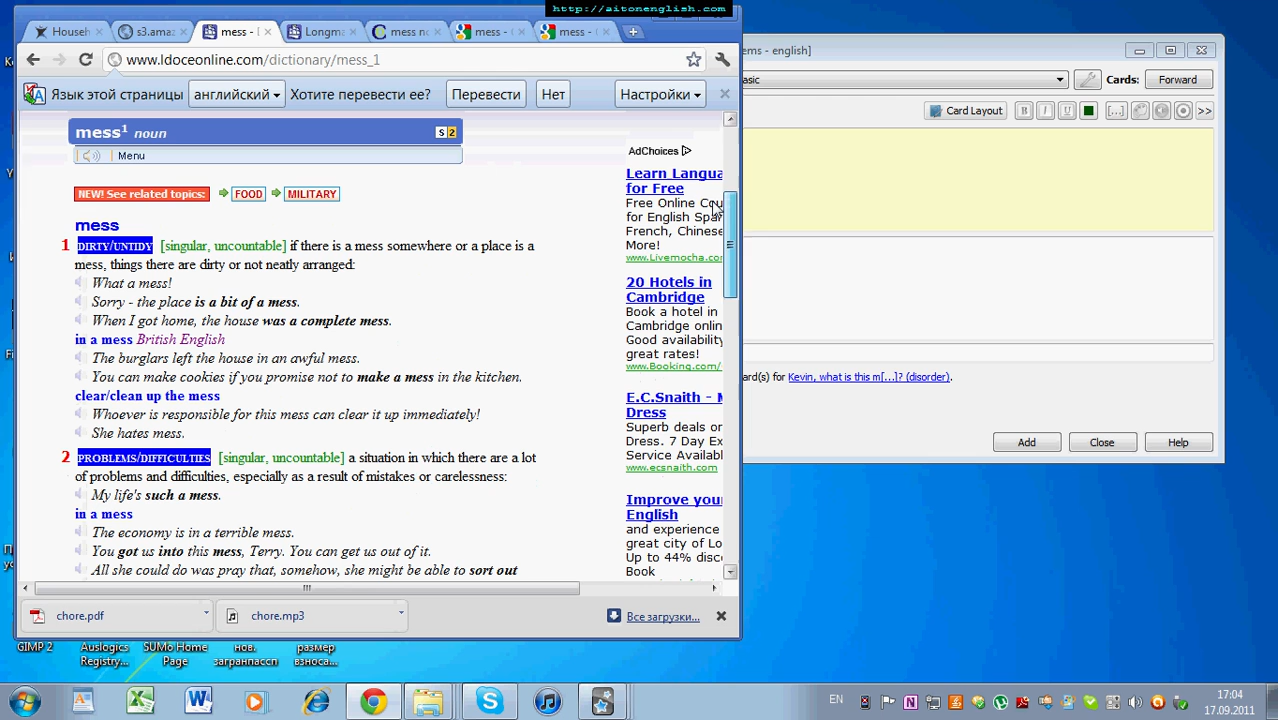 http://aitonenglish.com
Househ
s3.ama:
mess -
Longma
mess n
mess -
mess -
ems - english]
www.ldoceonline.com/dictionary/mess_1
asic
Cards:
Forward
Язык этой страницы
английский
Хотите перевести ее?
Перевести
Нет
Настройки
Card Layout
B
I
U
[...]
>>
mess1 noun
S 2
Menu
AdChoices
Learn Langua
for Free
Free Online Cou
for English Spa
French, Chinese
More!
www.Livemocha.co
NEW! See related topics:
FOOD
MILITARY
mess
1 DIRTY/UNTIDY [singular, uncountable] if there is a mess somewhere or a place is a
mess, things there are dirty or not neatly arranged:
What a mess!
Sorry - the place is a bit of a mess.
When I got home, the house was a complete mess.
in a mess British English
The burglars left the house in an awful mess.
You can make cookies if you promise not to make a mess in the kitchen.
clear/clean up the mess
Whoever is responsible for this mess can clear it up immediately!
She hates mess.
2 PROBLEMS/DIFFICULTIES [singular, uncountable] a situation in which there are a lot
of problems and difficulties, especially as a result of mistakes or carelessness:
My life's such a mess.
in a mess
The economy is in a terrible mess.
You got us into this mess, Terry. You can get us out of it.
All she could do was pray that, somehow, she might be able to sort out
20 Hotels in
Cambridge
Book a hotel in
Cambridge onlin
Good availability
great rates!
www.Booking.com/
E.C.Snaith - M
Dress
Superb deals o
Dress. 7 Day Ex
Service Availab
www.ecsnaith.com
Improve your
English
and experience
great city of Lo
Up to 44% disc
Book
ard(s) for Kevin, what is this m[...]? (disorder).
Add
Close
Help
chore.pdf
chore.mp3
Все загрузки...
GIMP 2
Auslogics
Registry...
SUMo Home
Page
нов.
загранпассп
размер
взноса...
EN
17:04
17.09.2011